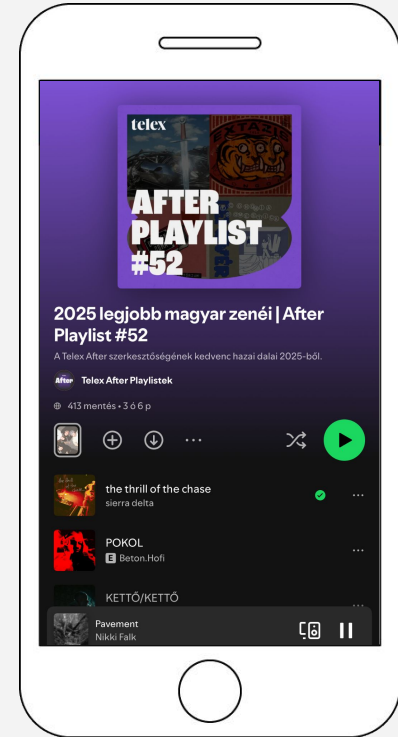 telex
EXTÁZIS
AFTER
PLAYLIST
#52
2025 legjobb magyar zenéi | After
Playlist #52
A Telex After szerkesztőségének kedvenc hazai dalai 2025-ből.
After Telex After Playlistek
413 mentés • 3 ó 6 p
the thrill of the chase
sierra delta
POKOL
E Beton.Hofi
KETTŐ/KETTŐ
Pavement
Nikki Falk